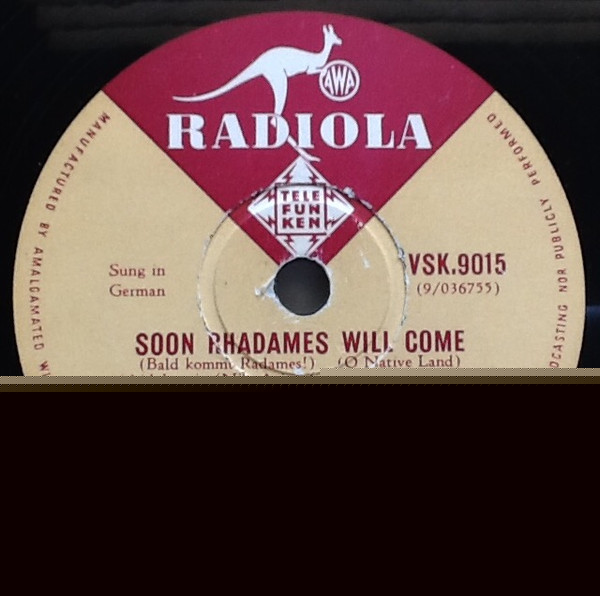 AWA
RADIOLA
TELE
FUN
KEN
MANUFACTURED BY AMALGAMATED
DCASTING NOR PUBLICLY PERFORMED
Sung in
German
VSK.9015
(9/036755)
SOON RHADAMES WILL COME
(Bald kommt Radames!) (O Native Land)